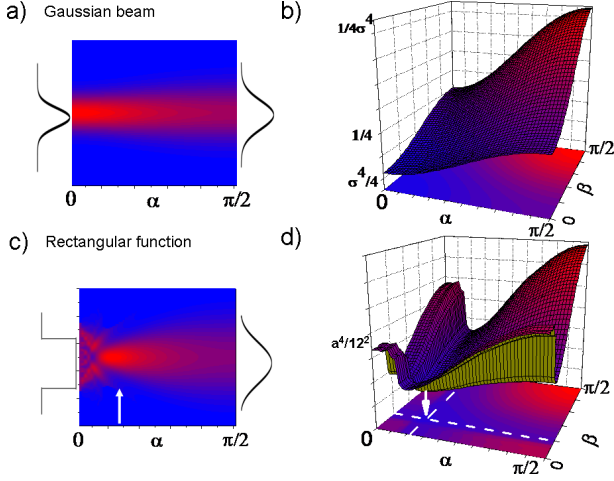 a) Gaussian beam
0 α π/2
b)
1/4σ⁴
1/4
σ⁴/4
0 α π/2
0 β π/2
c) Rectangular function
0 α π/2
d)
a⁴/12²
0 α π/2
0 β π/2